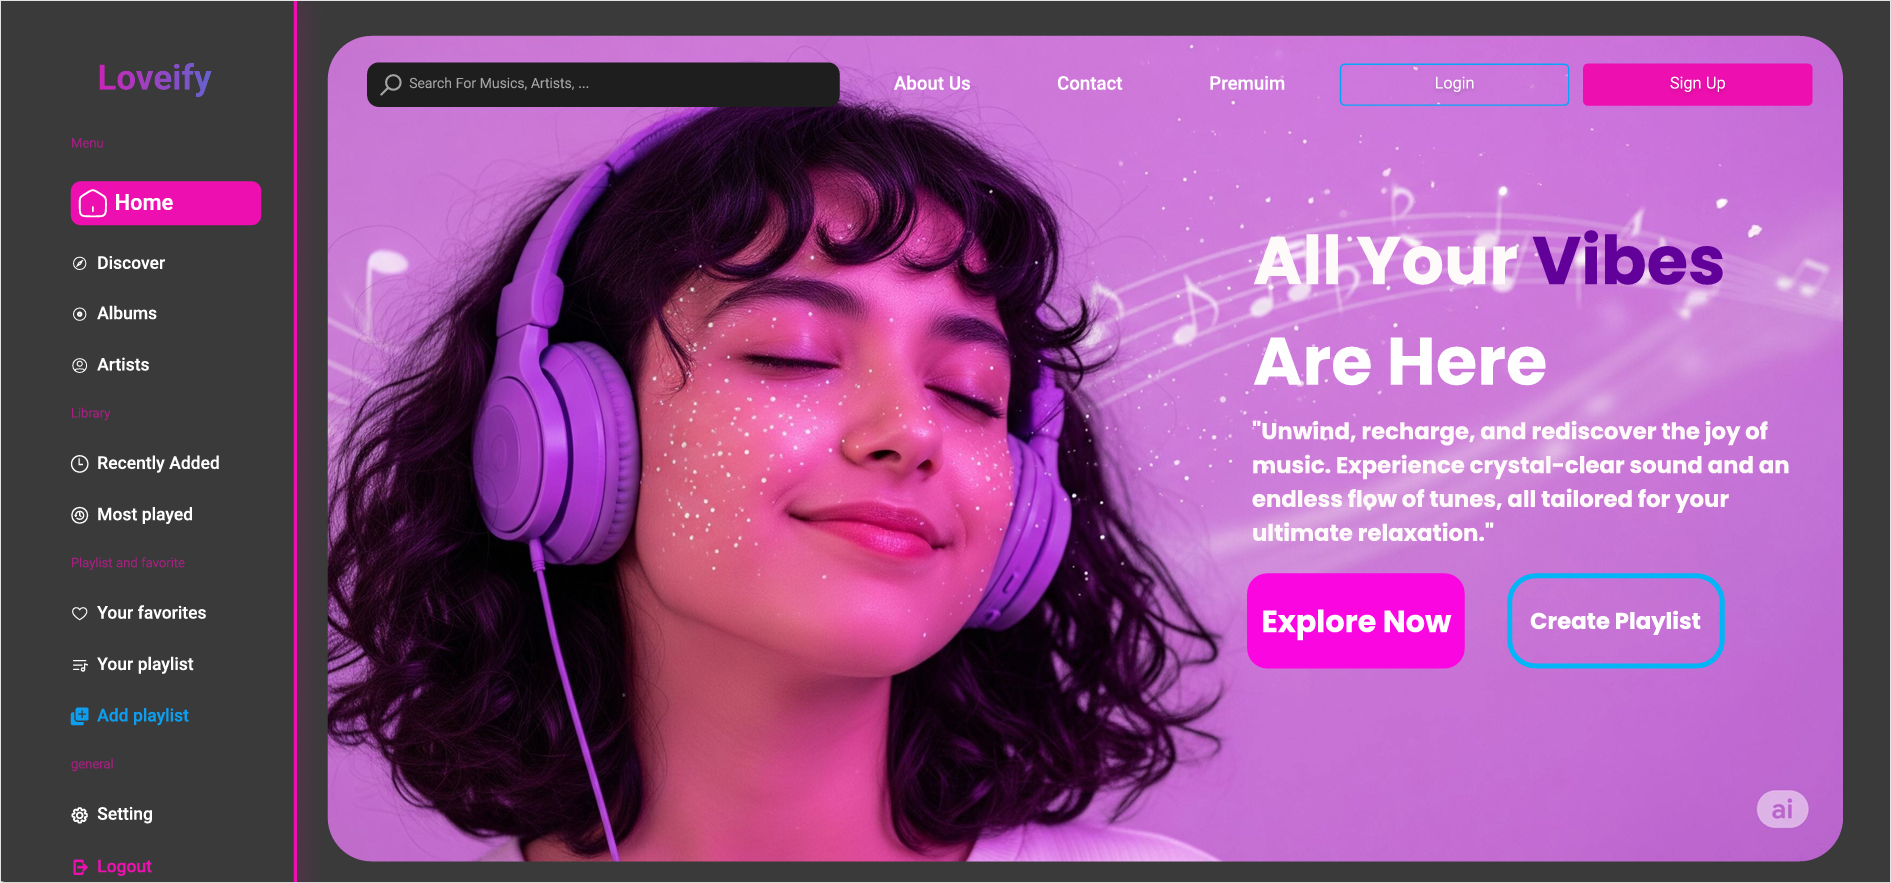 Loveify
Menu
Home
Discover
Albums
Artists
Library
Recently Added
Most played
Playlist and favorite
Your favorites
Your playlist
Add playlist
general
Setting
Logout
Search For Musics, Artists, ...
About Us
Contact
Premuim
Login
Sign Up
All Your Vibes
Are Here
"Unwind, recharge, and rediscover the joy of
music. Experience crystal-clear sound and an
endless flow of tunes, all tailored for your
ultimate relaxation."
Explore Now
Create Playlist
ai